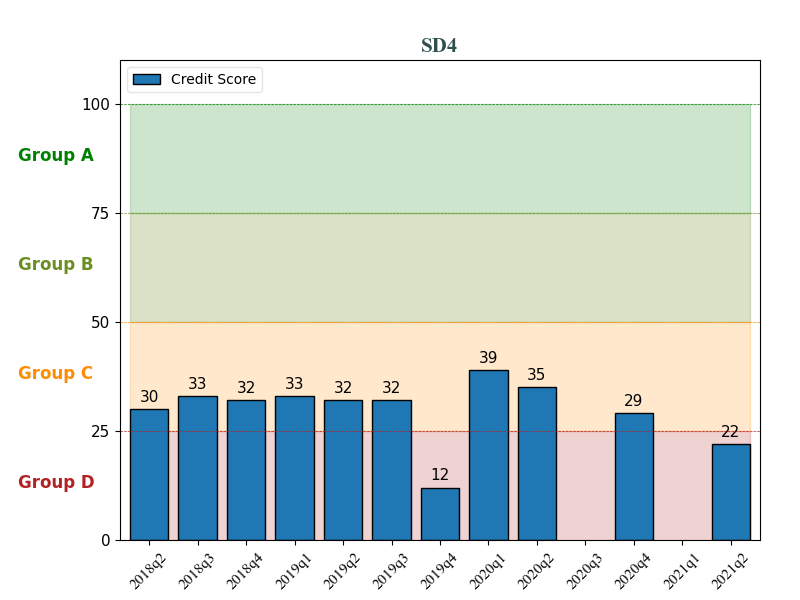 SD4
Credit Score
100
Group A
75
Group B
50
Group C
39
35
33
33
32
32
32
30
29
25
22
Group D
12
0
2018q2
2018q3
2018q4
2019q1
2019q2
2019q3
2019q4
2020q1
2020q2
2020q3
2020q4
2021q1
2021q2